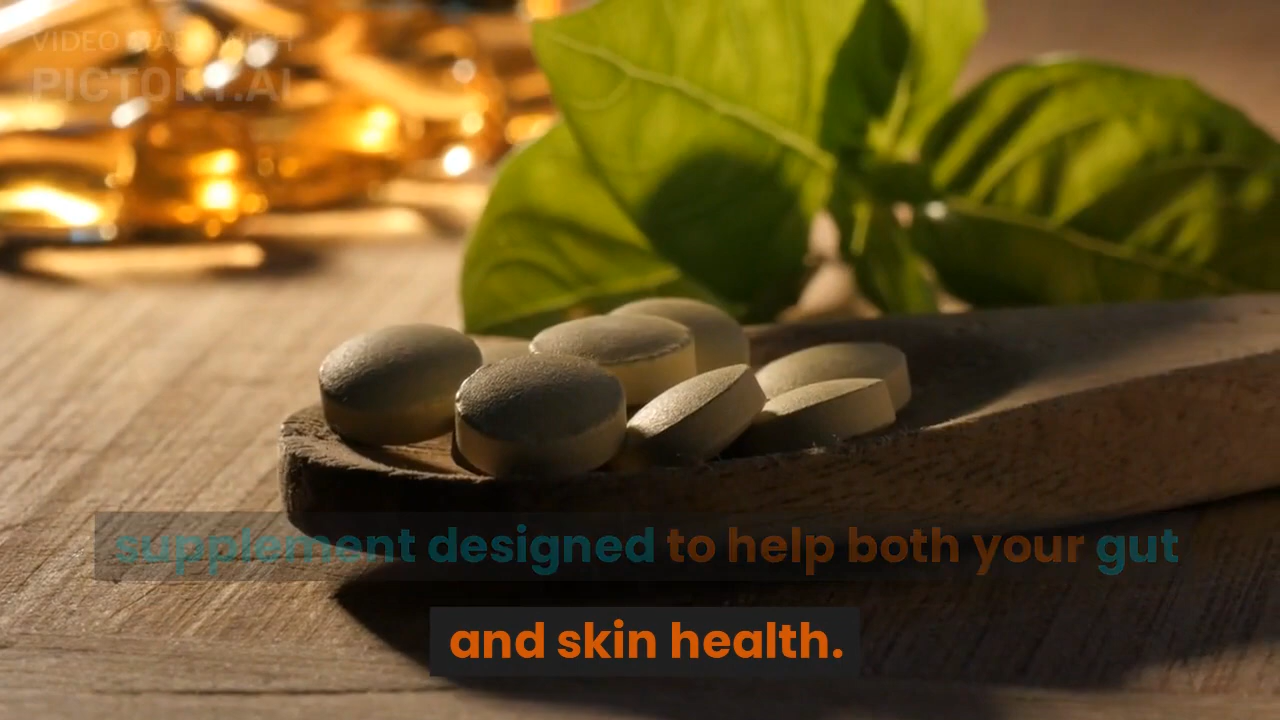 VIDEO MADE WITH
PICTORY.AI
supplement designed to help both your gut
and skin health.